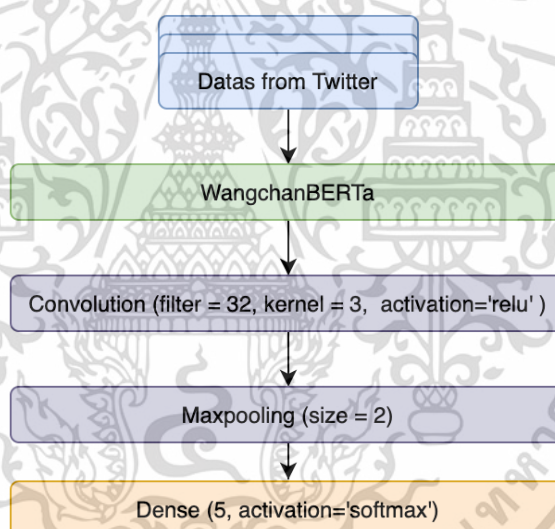 Datas from Twitter
WangchanBERTa
Convolution (filter = 32, kernel = 3, activation='relu' )
Maxpooling (size = 2)
Dense (5, activation='softmax')